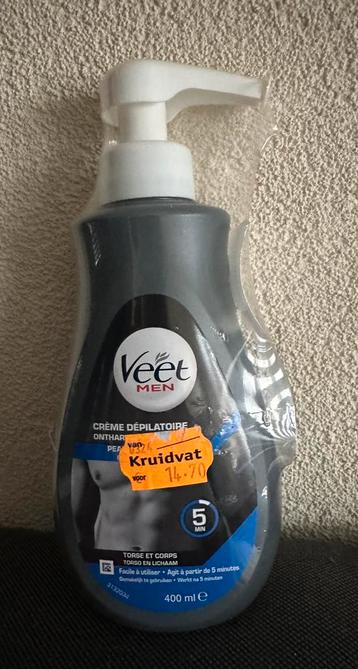 Veet
MEN
CRÈME DÉPILATOIRE
ONTHAR
PEA
van
Kruidvat
voor 14.70
5
MIN
TORSE ET CORPS
TORSO EN LICHAAM
Facile à utiliser • Agit à partir de 5 minutes
Gemakelijk te gebruiken • Werkt na 5 minuten
400 ml e